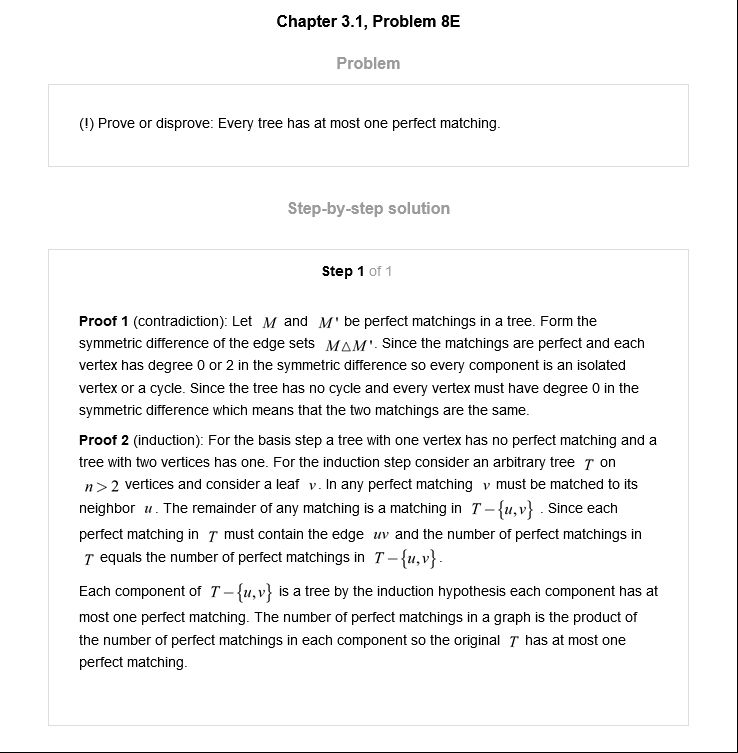 Chapter 3.1, Problem 8E
Problem
(!) Prove or disprove: Every tree has at most one perfect matching.
Step-by-step solution
Step 1 of 1
Proof 1 (contradiction): Let M and M' be perfect matchings in a tree. Form the
symmetric difference of the edge sets M△M'. Since the matchings are perfect and each
vertex has degree 0 or 2 in the symmetric difference so every component is an isolated
vertex or a cycle. Since the tree has no cycle and every vertex must have degree 0 in the
symmetric difference which means that the two matchings are the same.
Proof 2 (induction): For the basis step a tree with one vertex has no perfect matching and a
tree with two vertices has one. For the induction step consider an arbitrary tree T on
n > 2 vertices and consider a leaf v. In any perfect matching v must be matched to its
neighbor u. The remainder of any matching is a matching in T−{u,v} . Since each
perfect matching in T must contain the edge uv and the number of perfect matchings in
T equals the number of perfect matchings in T−{u,v}.
Each component of T−{u,v} is a tree by the induction hypothesis each component has at
most one perfect matching. The number of perfect matchings in a graph is the product of
the number of perfect matchings in each component so the original T has at most one
perfect matching.